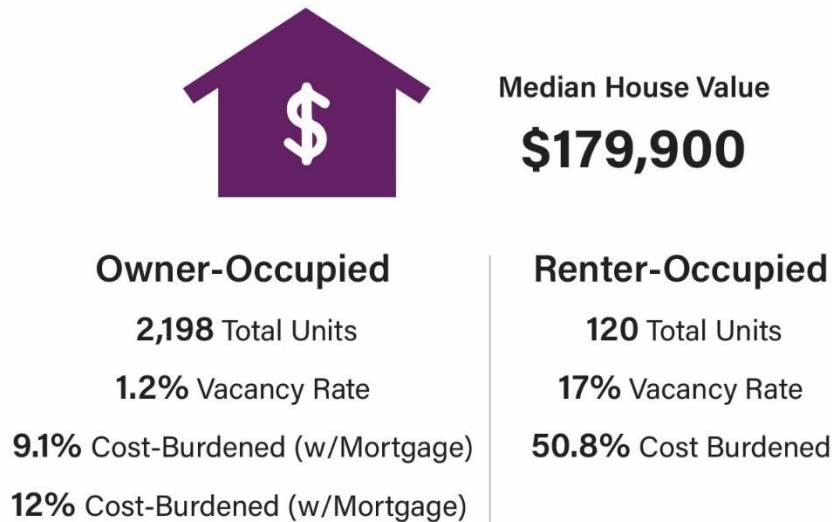 $
Median House Value
$179,900
Owner-Occupied
2,198 Total Units
1.2% Vacancy Rate
9.1% Cost-Burdened (w/Mortgage)
12% Cost-Burdened (w/Mortgage)
Renter-Occupied
120 Total Units
17% Vacancy Rate
50.8% Cost Burdened